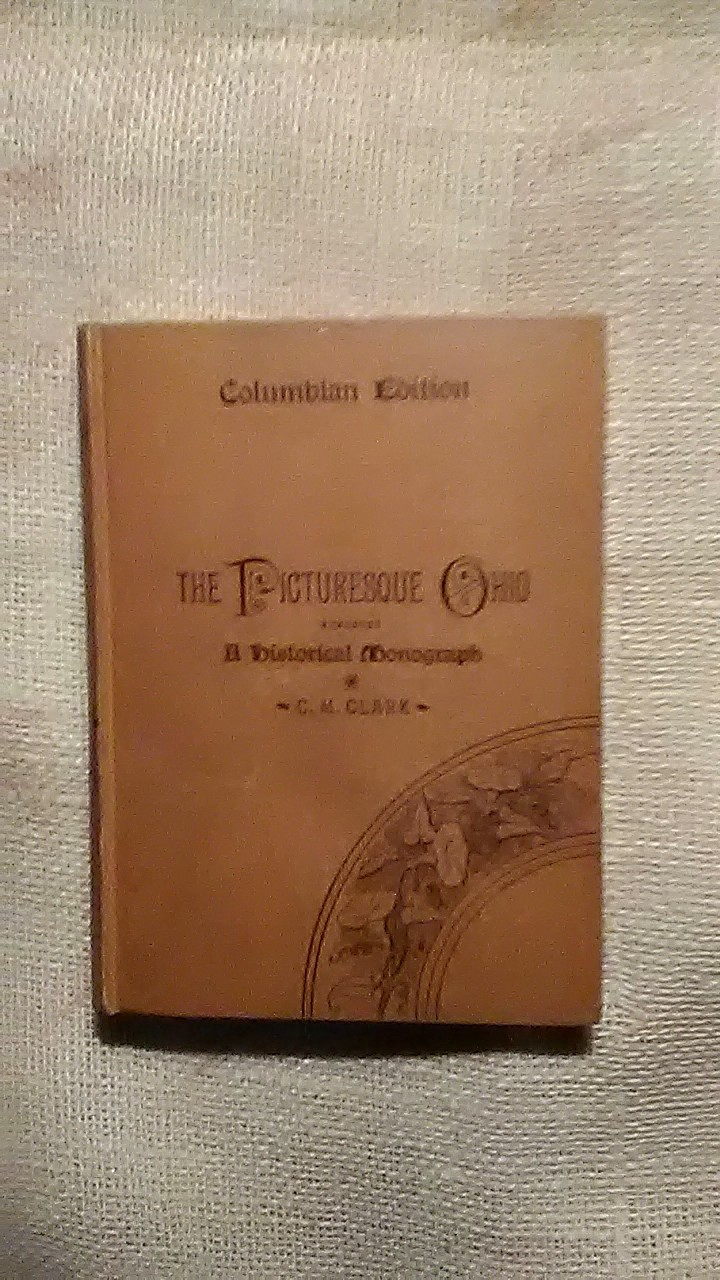 Columbian Edition
THE PICTURESQUE OHIO
A Historical Monograph
C. M. CLARK